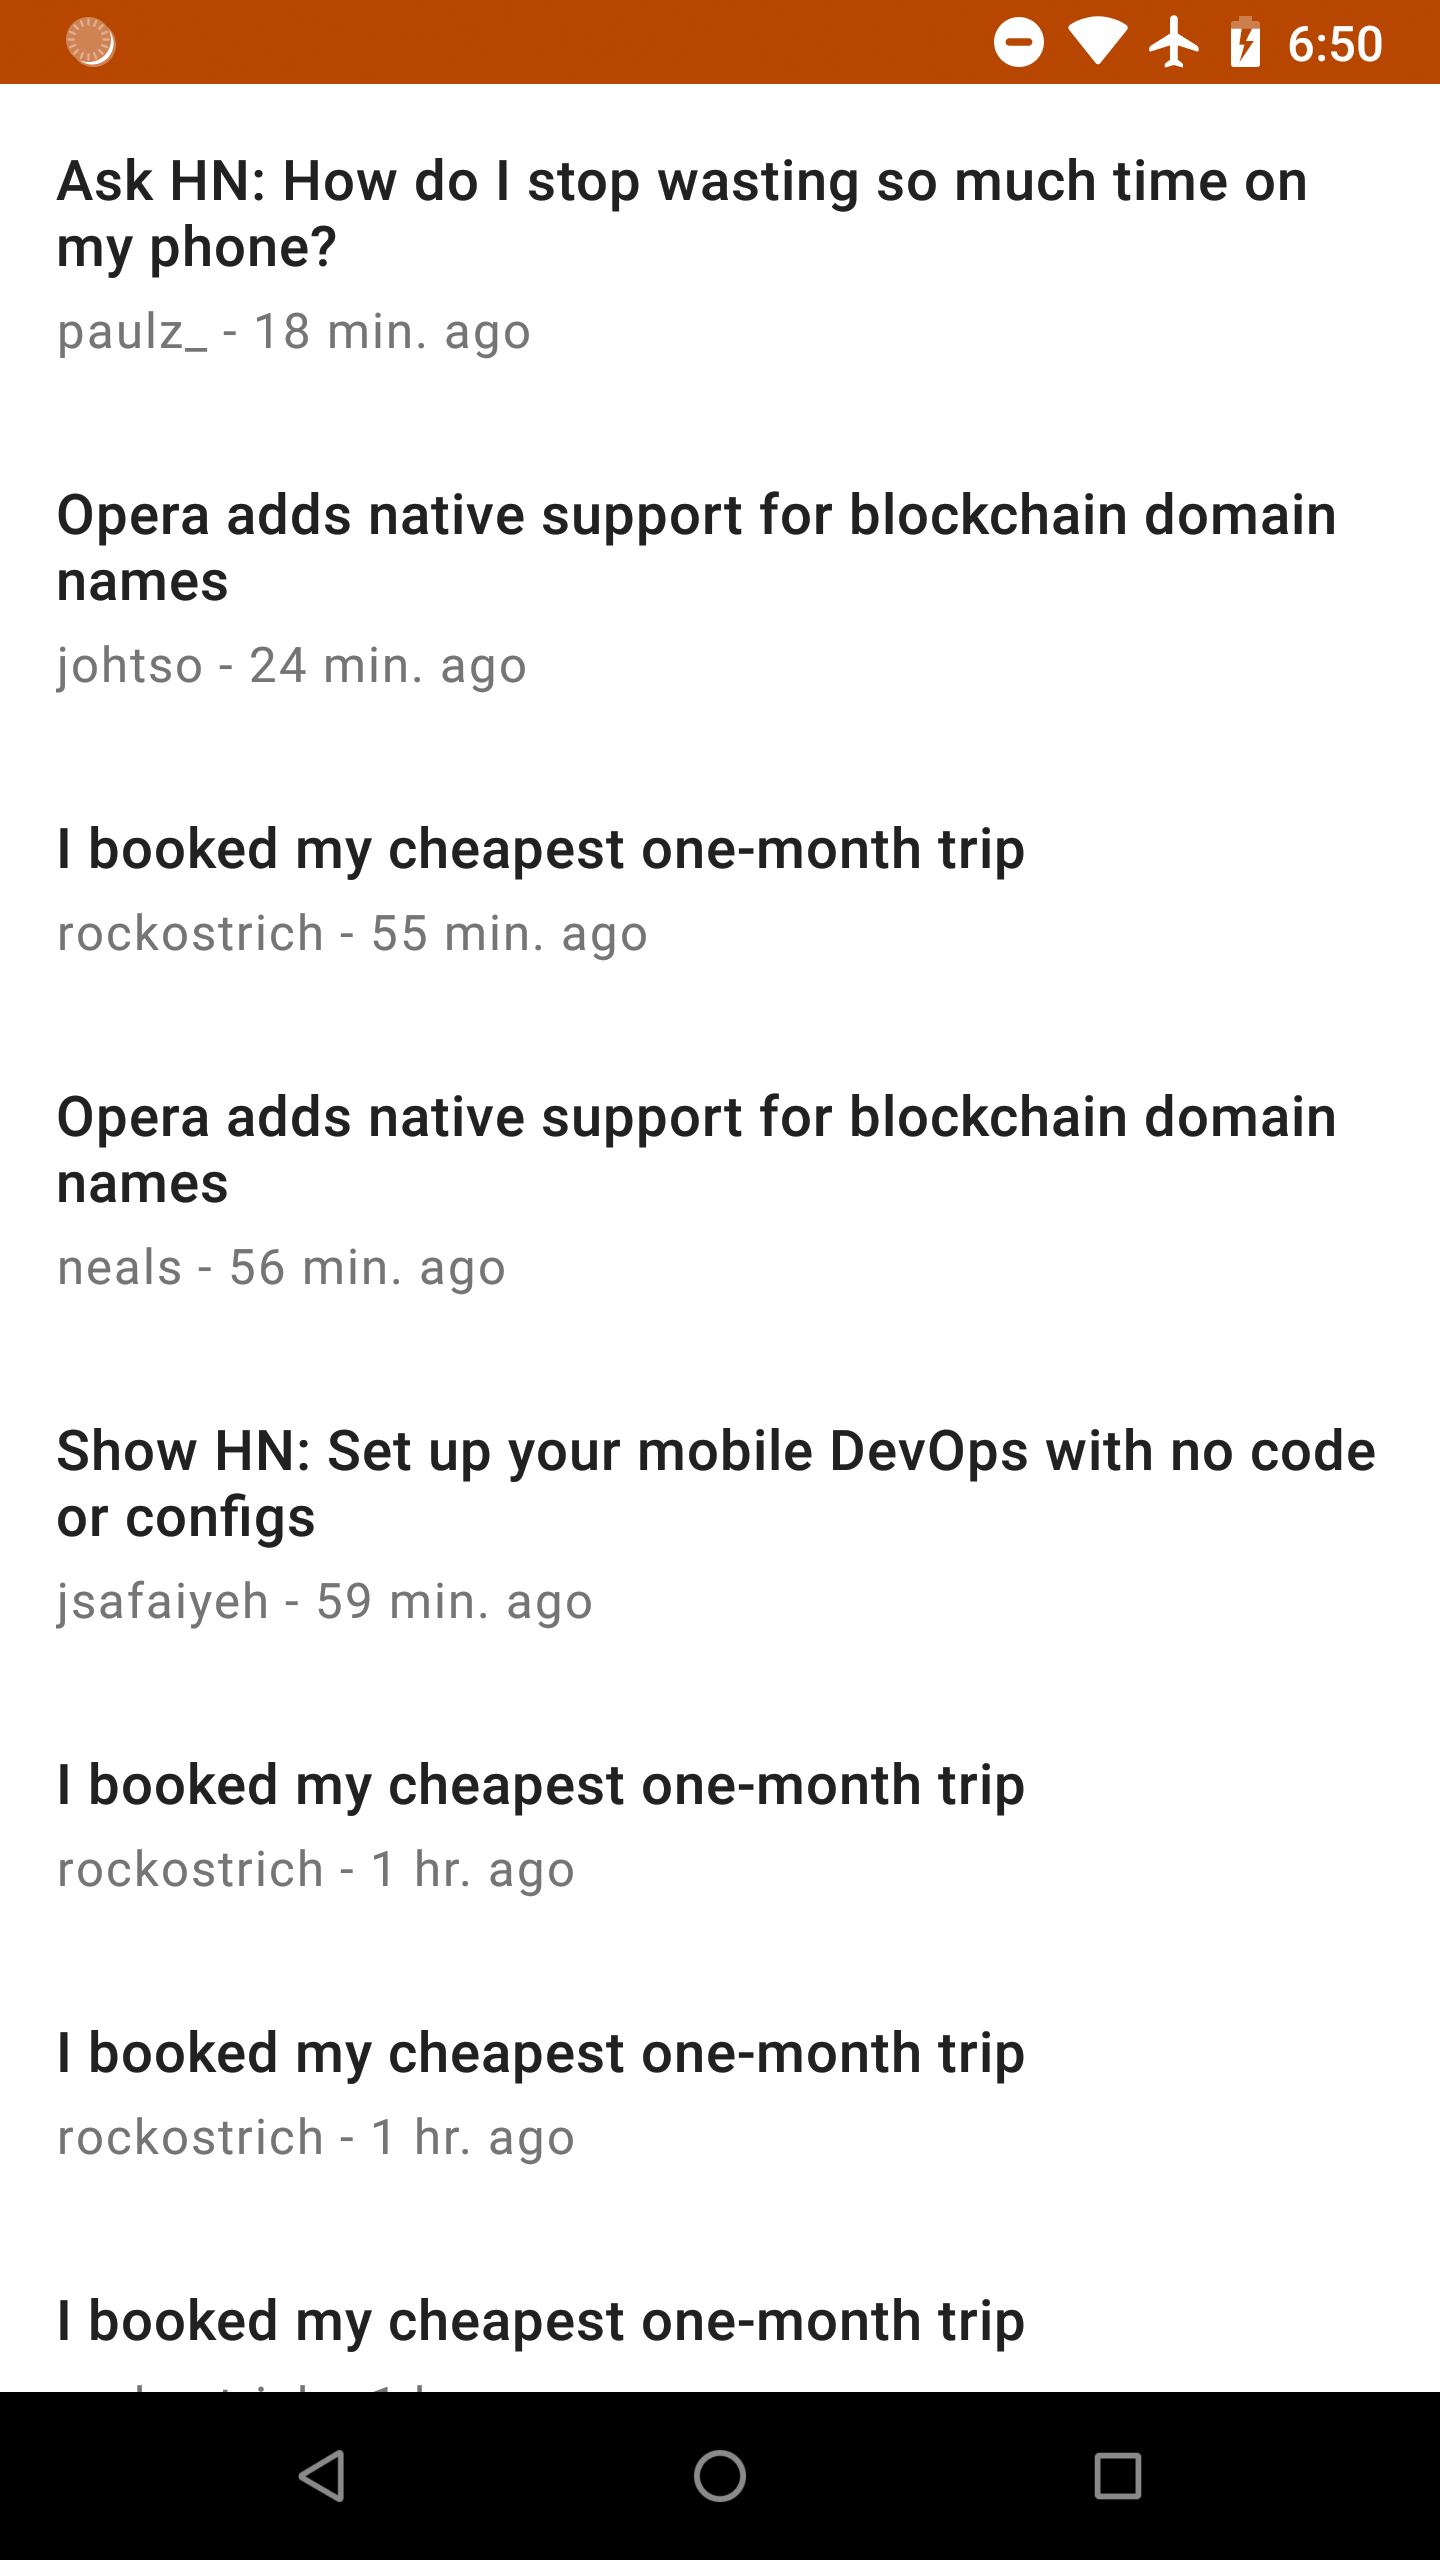 6:50
Ask HN: How do I stop wasting so much time on
my phone?
paulz_ - 18 min. ago
Opera adds native support for blockchain domain
names
johtso - 24 min. ago
I booked my cheapest one-month trip
rockostrich - 55 min. ago
Opera adds native support for blockchain domain
names
neals - 56 min. ago
Show HN: Set up your mobile DevOps with no code
or configs
jsafaiyeh - 59 min. ago
I booked my cheapest one-month trip
rockostrich - 1 hr. ago
I booked my cheapest one-month trip
rockostrich - 1 hr. ago
I booked my cheapest one-month trip